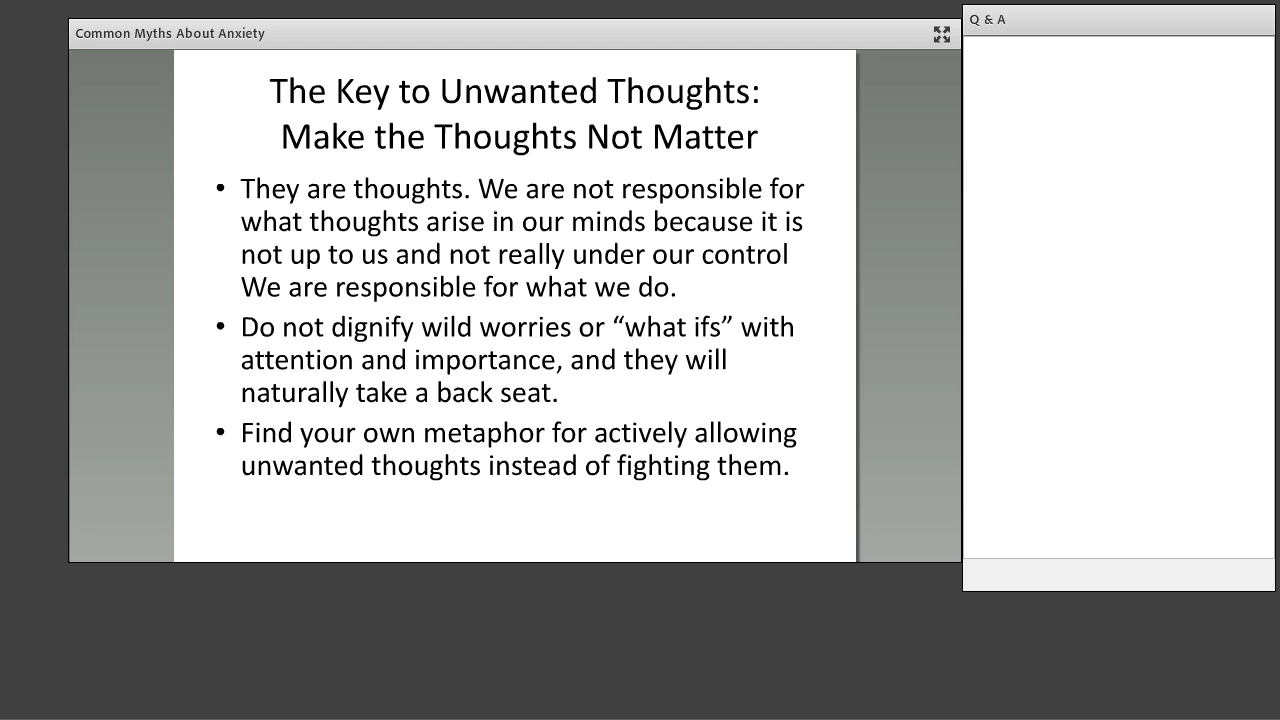 Common Myths About Anxiety
Q & A
The Key to Unwanted Thoughts:
Make the Thoughts Not Matter
• They are thoughts. We are not responsible for
what thoughts arise in our minds because it is
not up to us and not really under our control
We are responsible for what we do.
• Do not dignify wild worries or “what ifs” with
attention and importance, and they will
naturally take a back seat.
• Find your own metaphor for actively allowing
unwanted thoughts instead of fighting them.